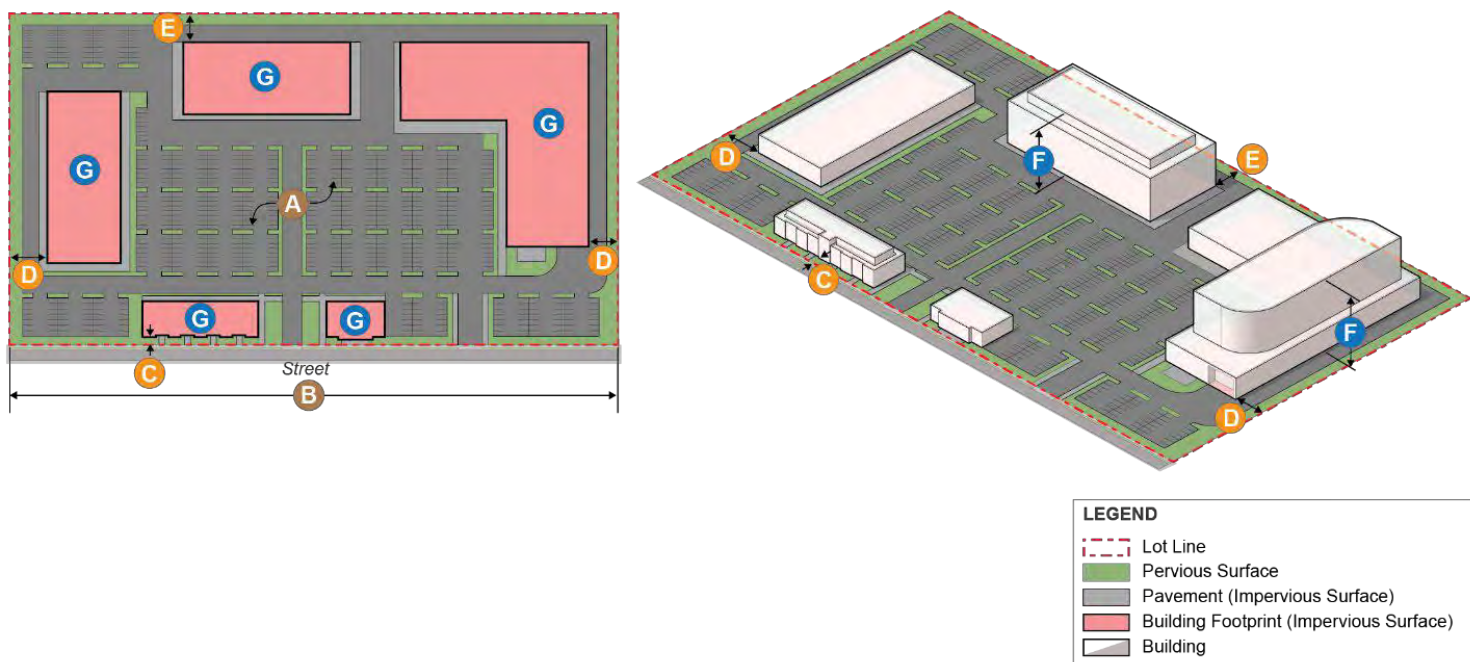 E
G
G
G
A
D
D
G
G
C
Street
B
D
F
E
C
F
D
LEGEND
Lot Line
Pervious Surface
Pavement (Impervious Surface)
Building Footprint (Impervious Surface)
Building